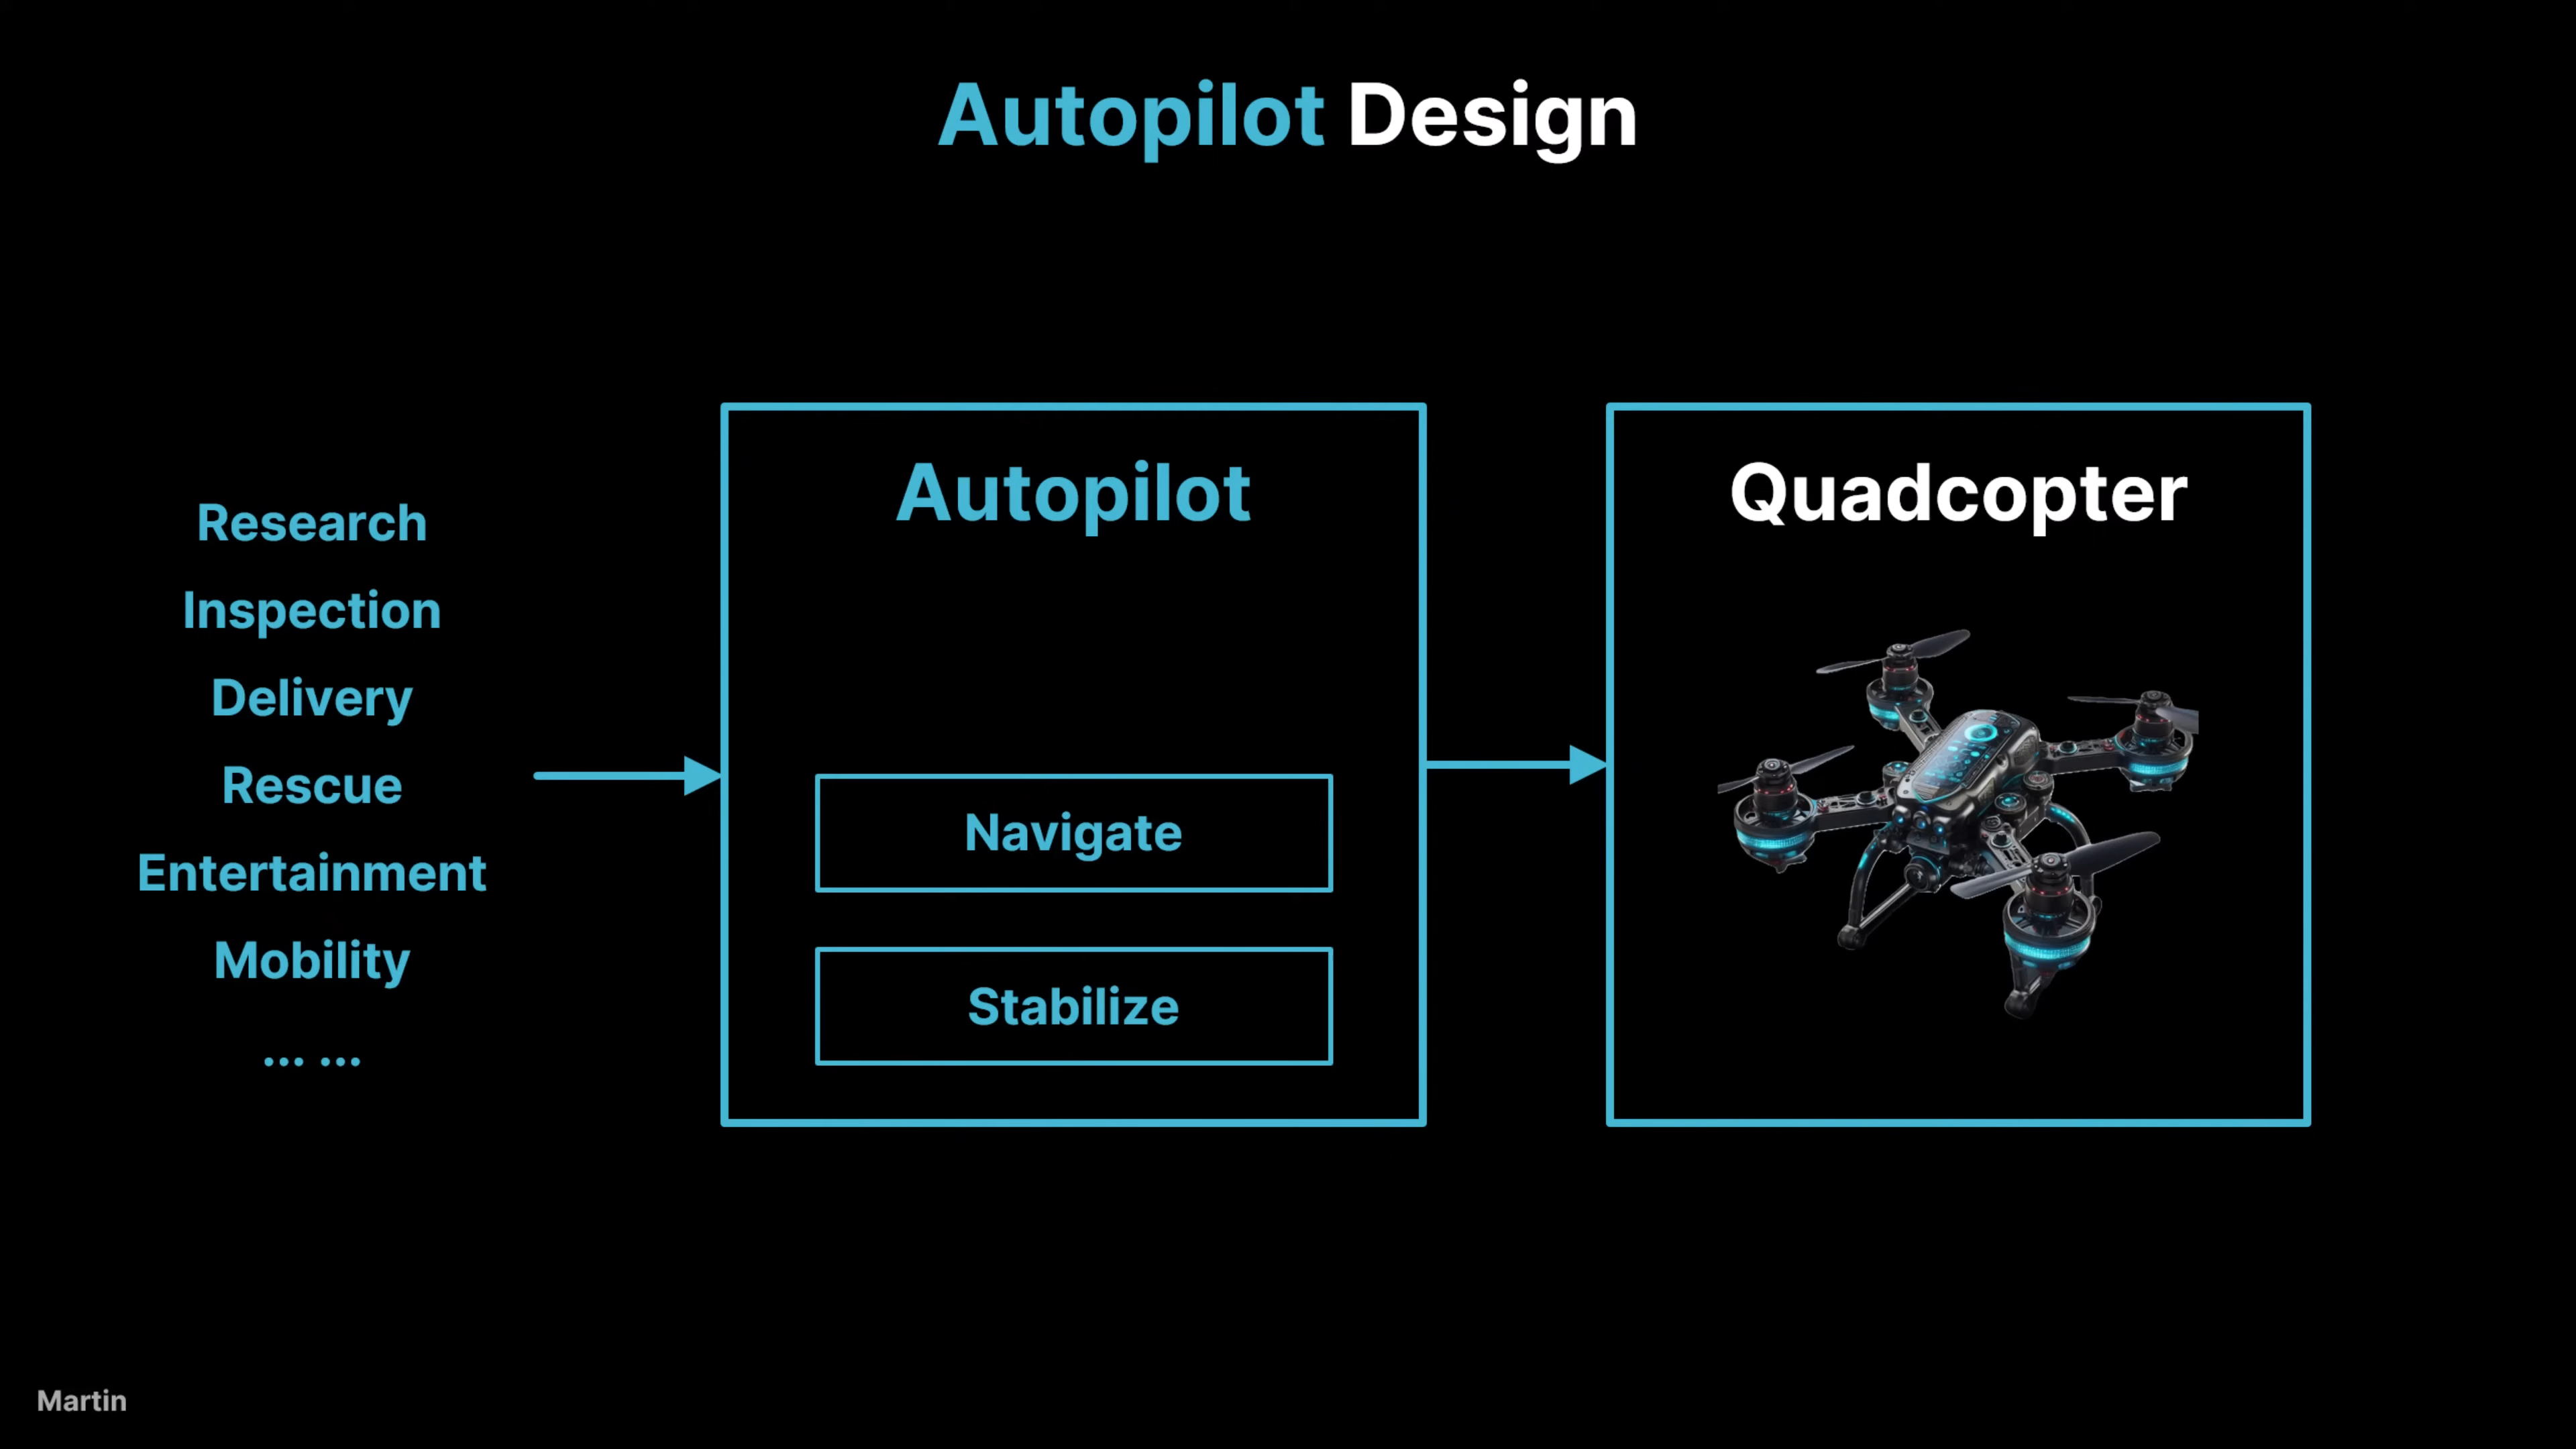 Autopilot Design
Research
Inspection
Delivery
Rescue
Entertainment
Mobility
... ...
Autopilot
Navigate
Stabilize
Quadcopter
Martin